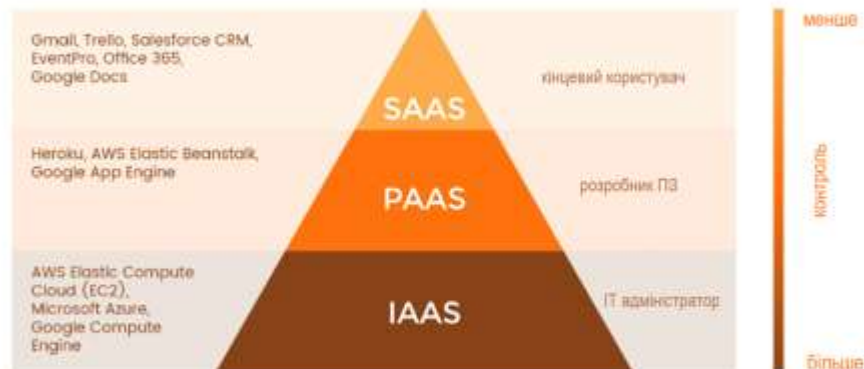 менше
Gmail, Trello, Salesforce CRM,
EventPro, Office 365,
Google Docs
SAAS
кінцевий користувач
Heroku, AWS Elastic Beanstalk,
Google App Engine
PAAS
розробник ПЗ
контроль
AWS Elastic Compute
Cloud (EC2),
Microsoft Azure,
Google Compute
Engine
IAAS
ІТ адміністратор
більше